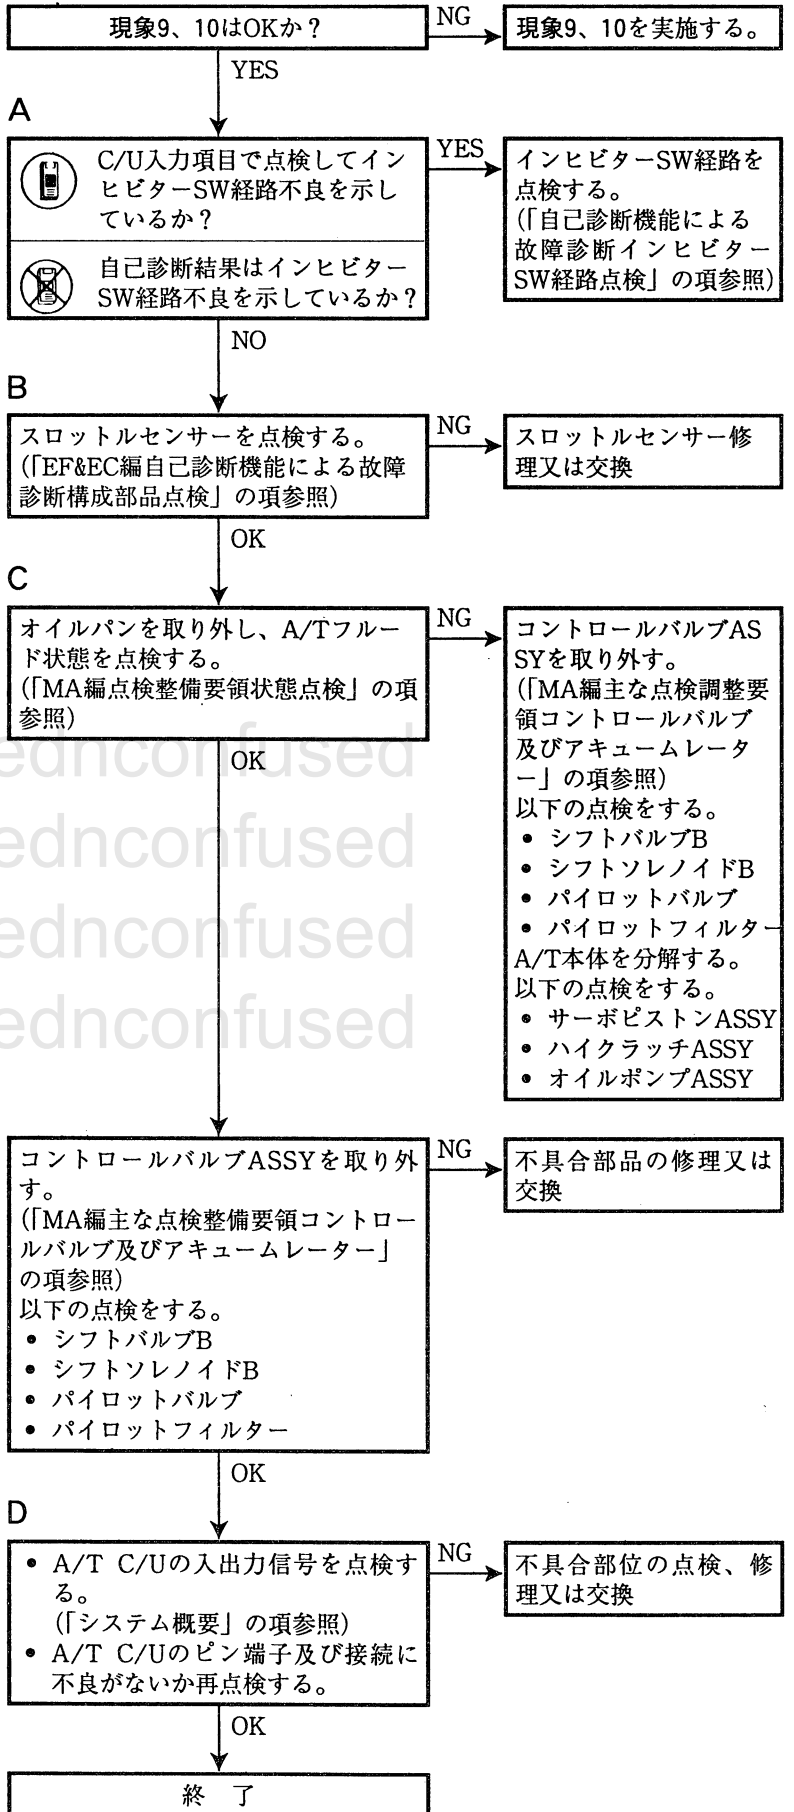 現象9、10はOKか？
NG
現象9、10を実施する。
YES
A
C/U入力項目で点検してイン
ヒビターSW経路不良を示し
ているか？
自己診断結果はインヒビター
SW経路不良を示しているか？
YES
インヒビターSW経路を
点検する。
(「自己診断機能による
故障診断インヒビター
SW経路点検」の項参照)
NO
B
スロットルセンサーを点検する。
(「EF&EC編自己診断機能による故障
診断構成部品点検」の項参照)
NG
スロットルセンサー修
理又は交換
OK
C
オイルパンを取り外し、A/Tフルー
ド状態を点検する。
(「MA編点検整備要領状態点検」の項
参照)
NG
コントロールバルブAS
SYを取り外す。
(「MA編主な点検調整要
領コントロールバルブ
及びアキュームレータ
ー」の項参照)
以下の点検をする。
• シフトバルブB
• シフトソレノイドB
• パイロットバルブ
• パイロットフィルター
A/T本体を分解する。
以下の点検をする。
• サーボピストンASSY
• ハイクラッチASSY
• オイルポンプASSY
OK
ednconfused
ednconfused
ednconfused
ednconfused
コントロールバルブASSYを取り外
す。
(「MA編主な点検整備要領コントロー
ルバルブ及びアキュームレーター」
の項参照)
以下の点検をする。
• シフトバルブB
• シフトソレノイドB
• パイロットバルブ
• パイロットフィルター
NG
不具合部品の修理又は
交換
OK
D
• A/T C/Uの入出力信号を点検す
る。
(「システム概要」の項参照)
• A/T C/Uのピン端子及び接続に
不良がないか再点検する。
NG
不具合部位の点検、修
理又は交換
OK
終 了